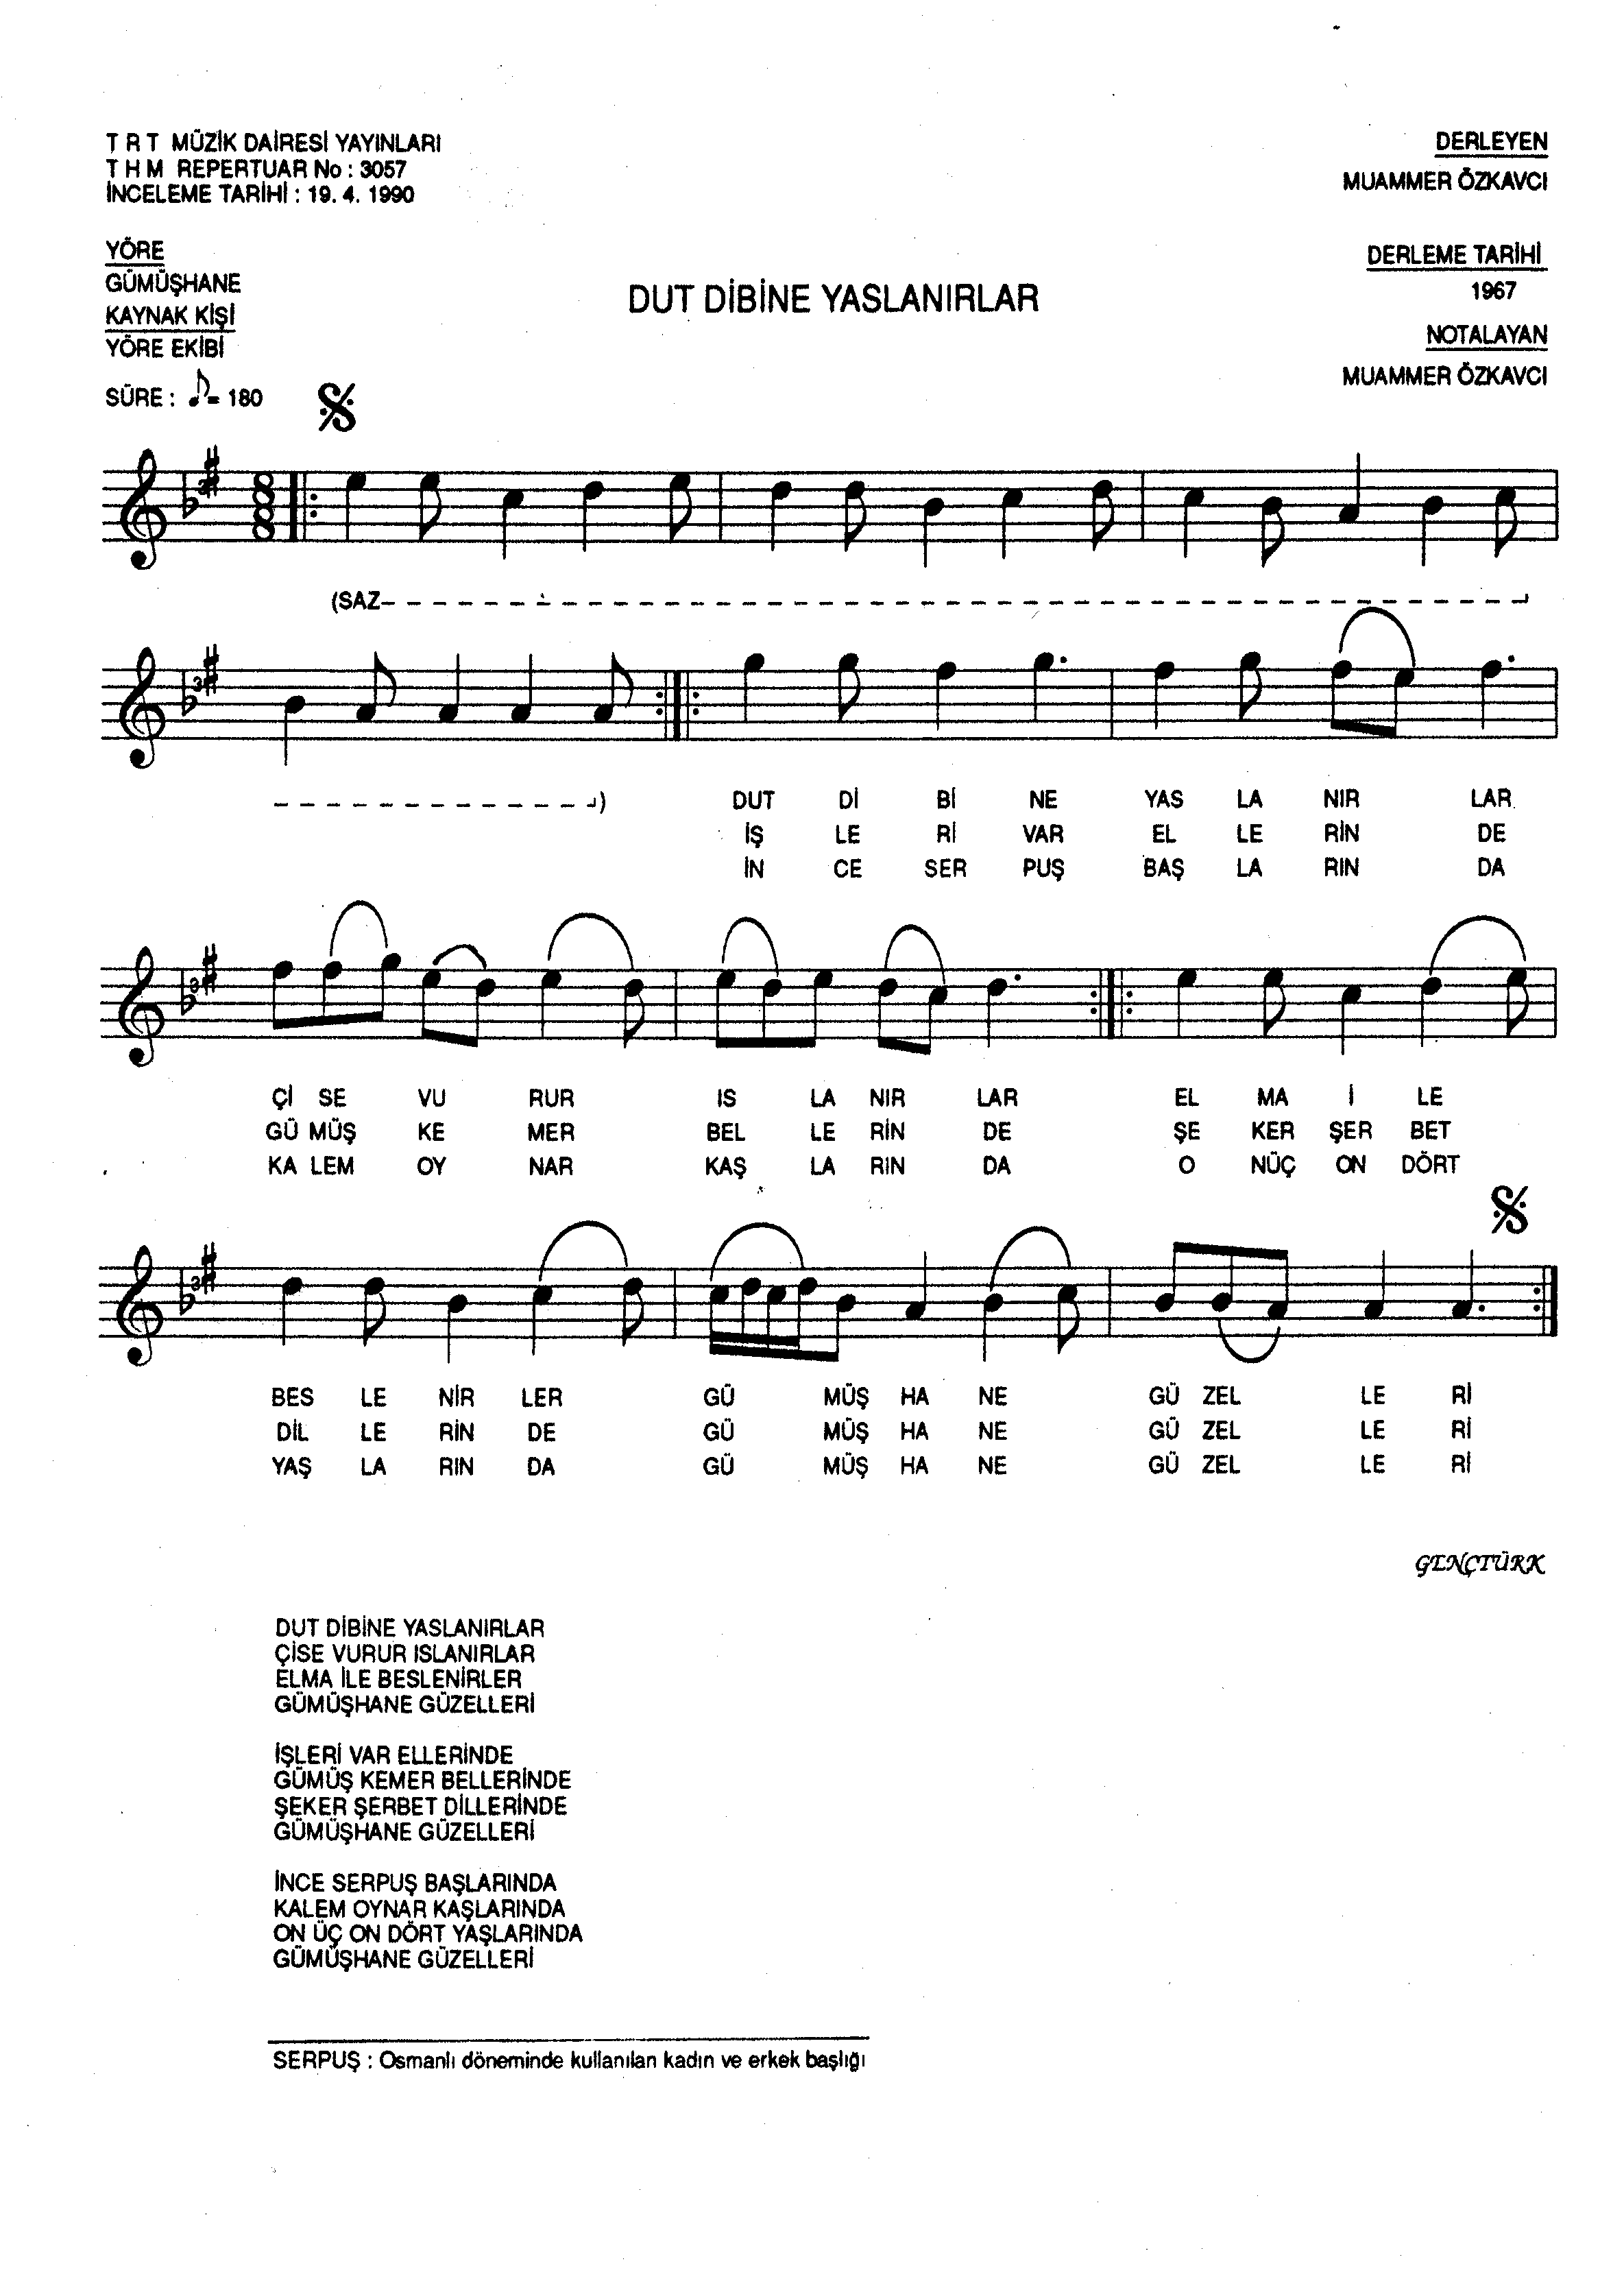 T R T MÜZİK DAİRESİ YAYINLARI
T H M REPERTUAR No : 3057
İNCELEME TARİHİ : 19. 4. 1990
DERLEYEN
MUAMMER ÖZKAVCI
YÖRE
GÜMÜŞHANE
KAYNAK KİŞİ
YÖRE EKİBİ
SÜRE : ♪= 180
DUT DİBİNE YASLANIRLAR
DERLEME TARİHİ
1967
NOTALAYAN
MUAMMER ÖZKAVCI
8
8
3
(SAZ- - - - - - - - - -
3
- - - - - - - - - -)
DUT Dİ Bİ NE YAS LA NIR LAR
İŞ LE Rİ VAR EL LE RİN DE
İN CE SER PUŞ BAŞ LA RIN DA
3
Çİ SE VU RUR IS LA NIR LAR EL MA İ LE
GÜ MÜŞ KE MER BEL LE RİN DE ŞE KER ŞER BET
KA LEM OY NAR KAŞ LA RIN DA O NÜÇ ON DÖRT
3
BES LE NİR LER GÜ MÜŞ HA NE GÜ ZEL LE Rİ
DİL LE RİN DE GÜ MÜŞ HA NE GÜ ZEL LE Rİ
YAŞ LA RIN DA GÜ MÜŞ HA NE GÜ ZEL LE Rİ
GENÇTÜRK
DUT DİBİNE YASLANIRLAR
ÇİSE VURUR ISLANIRLAR
ELMA İLE BESLENİRLER
GÜMÜŞHANE GÜZELLERİ
İŞLERİ VAR ELLERİNDE
GÜMÜŞ KEMER BELLERİNDE
ŞEKER ŞERBET DİLLERİNDE
GÜMÜŞHANE GÜZELLERİ
İNCE SERPUŞ BAŞLARINDA
KALEM OYNAR KAŞLARINDA
ON ÜÇ ON DÖRT YAŞLARINDA
GÜMÜŞHANE GÜZELLERİ
SERPUŞ : Osmanlı döneminde kullanılan kadın ve erkek başlığı